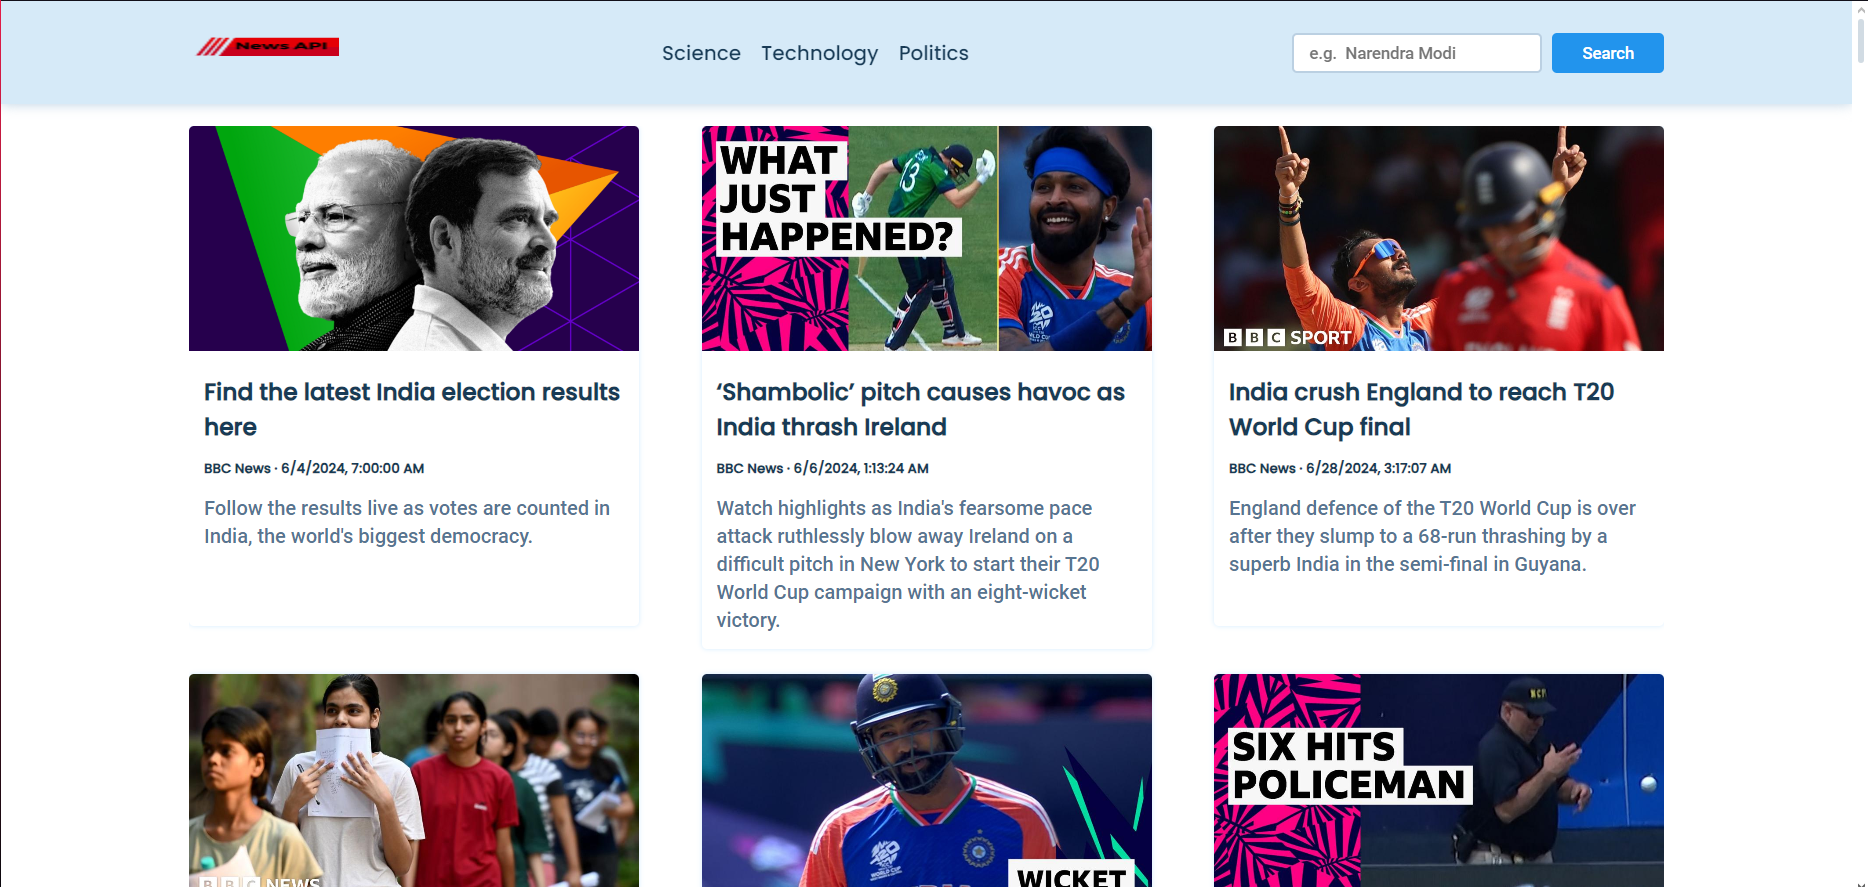 News API
Science Technology Politics
e.g. Narendra Modi
Search
WHAT
JUST
HAPPENED?
13
BBC SPORT
Find the latest India election results
here
BBC News · 6/4/2024, 7:00:00 AM
Follow the results live as votes are counted in
India, the world's biggest democracy.
‘Shambolic’ pitch causes havoc as
India thrash Ireland
BBC News · 6/6/2024, 1:13:24 AM
Watch highlights as India's fearsome pace
attack ruthlessly blow away Ireland on a
difficult pitch in New York to start their T20
World Cup campaign with an eight-wicket
victory.
India crush England to reach T20
World Cup final
BBC News · 6/28/2024, 3:17:07 AM
England defence of the T20 World Cup is over
after they slump to a 68-run thrashing by a
superb India in the semi-final in Guyana.
BBC NEWS
WICKET
SIX HITS
POLICEMAN